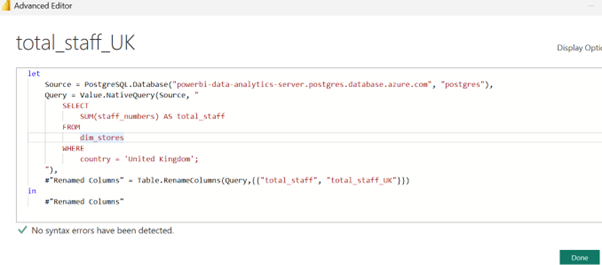 Advanced Editor
total_staff_UK
Display Optio
let
Source = PostgreSQL.Database("powerbi-data-analytics-server.postgres.database.azure.com", "postgres"),
Query = Value.NativeQuery(Source, "
SELECT
SUM(staff_numbers) AS total_staff
FROM
dim_stores
WHERE
country = 'United Kingdom';
"),
#"Renamed Columns" = Table.RenameColumns(Query,{{"total_staff", "total_staff_UK"}})
in
#"Renamed Columns"
No syntax errors have been detected.
Done